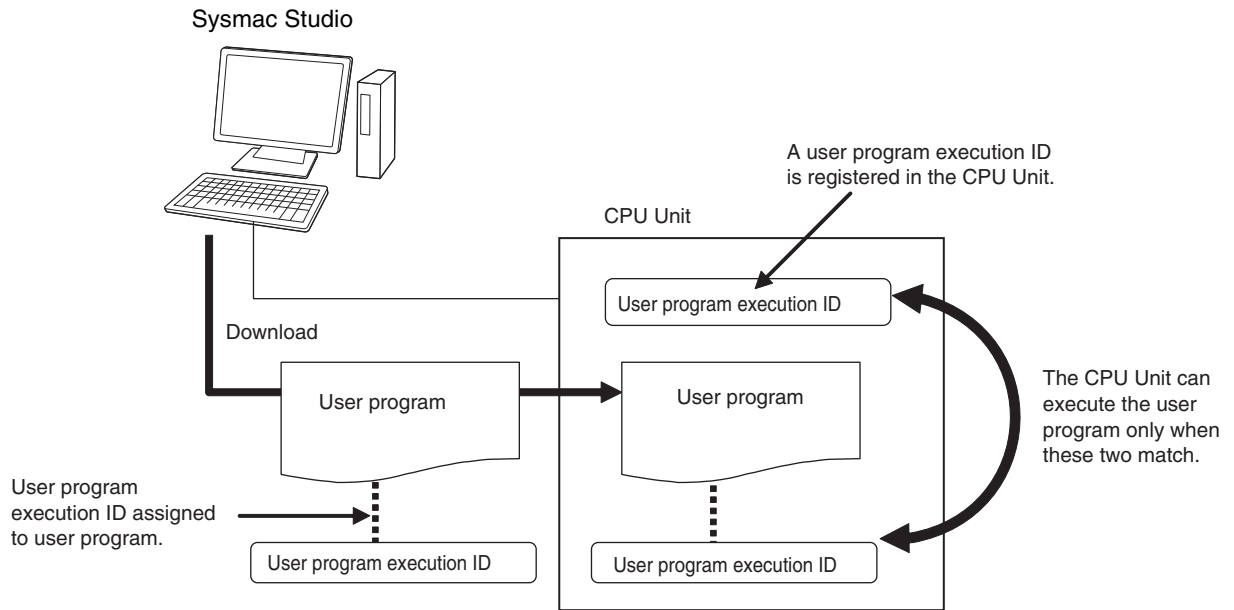 Sysmac Studio
A user program execution ID
is registered in the CPU Unit.
CPU Unit
User program execution ID
Download
User program
User program
The CPU Unit can
execute the user
program only when
these two match.
User program
execution ID assigned
to user program.
User program execution ID
User program execution ID